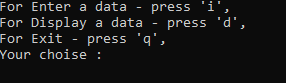 For Enter a data - press 'i',
For Display a data - press 'd',
For Exit - press 'q',
Your choise :